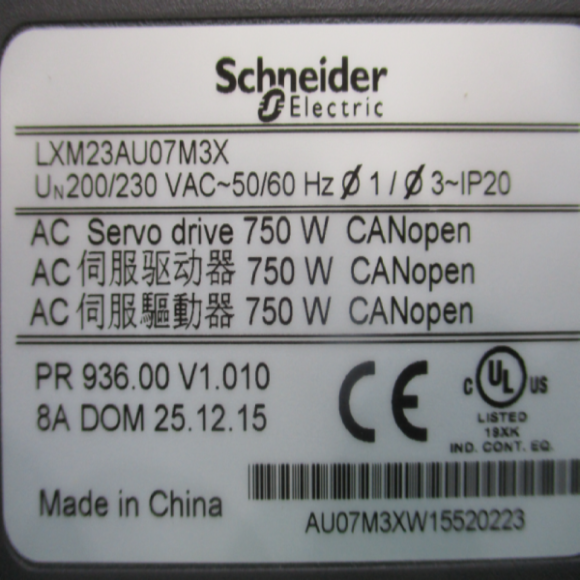 Schneider
Electric
LXM23AU07M3X
UN200/230 VAC~50/60 Hz Ø 1 / Ø 3~IP20
AC Servo drive 750 W CANopen
AC 伺服驱动器 750 W CANopen
AC 伺服驅動器 750 W CANopen
PR 936.00 V1.010
8A DOM 25.12.15
CE
C UL US
LISTED
19XK
IND. CONT. EQ.
Made in China
AU07M3XW15520223